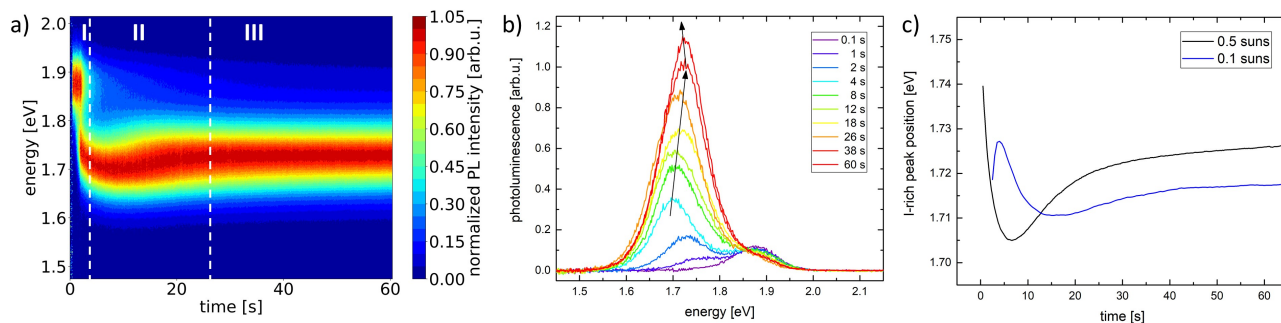 a)
I II III
2.0
1.9
1.8
1.7
1.6
1.5
energy [eV]
0 20 40 60
time [s]
1.05
0.90
0.75
0.60
0.45
0.30
0.15
0.00
normalized PL intensity [arb.u.]
b)
1.2
1.0
0.8
0.6
0.4
0.2
0.0
photoluminescence [arb.u.]
0.1 s
1 s
2 s
4 s
8 s
12 s
18 s
26 s
38 s
60 s
1.5 1.6 1.7 1.8 1.9 2.0 2.1
energy [eV]
c)
1.75
1.74
1.73
1.72
1.71
1.70
I-rich peak position [eV]
0.5 suns
0.1 suns
0 10 20 30 40 50 60
time [s]